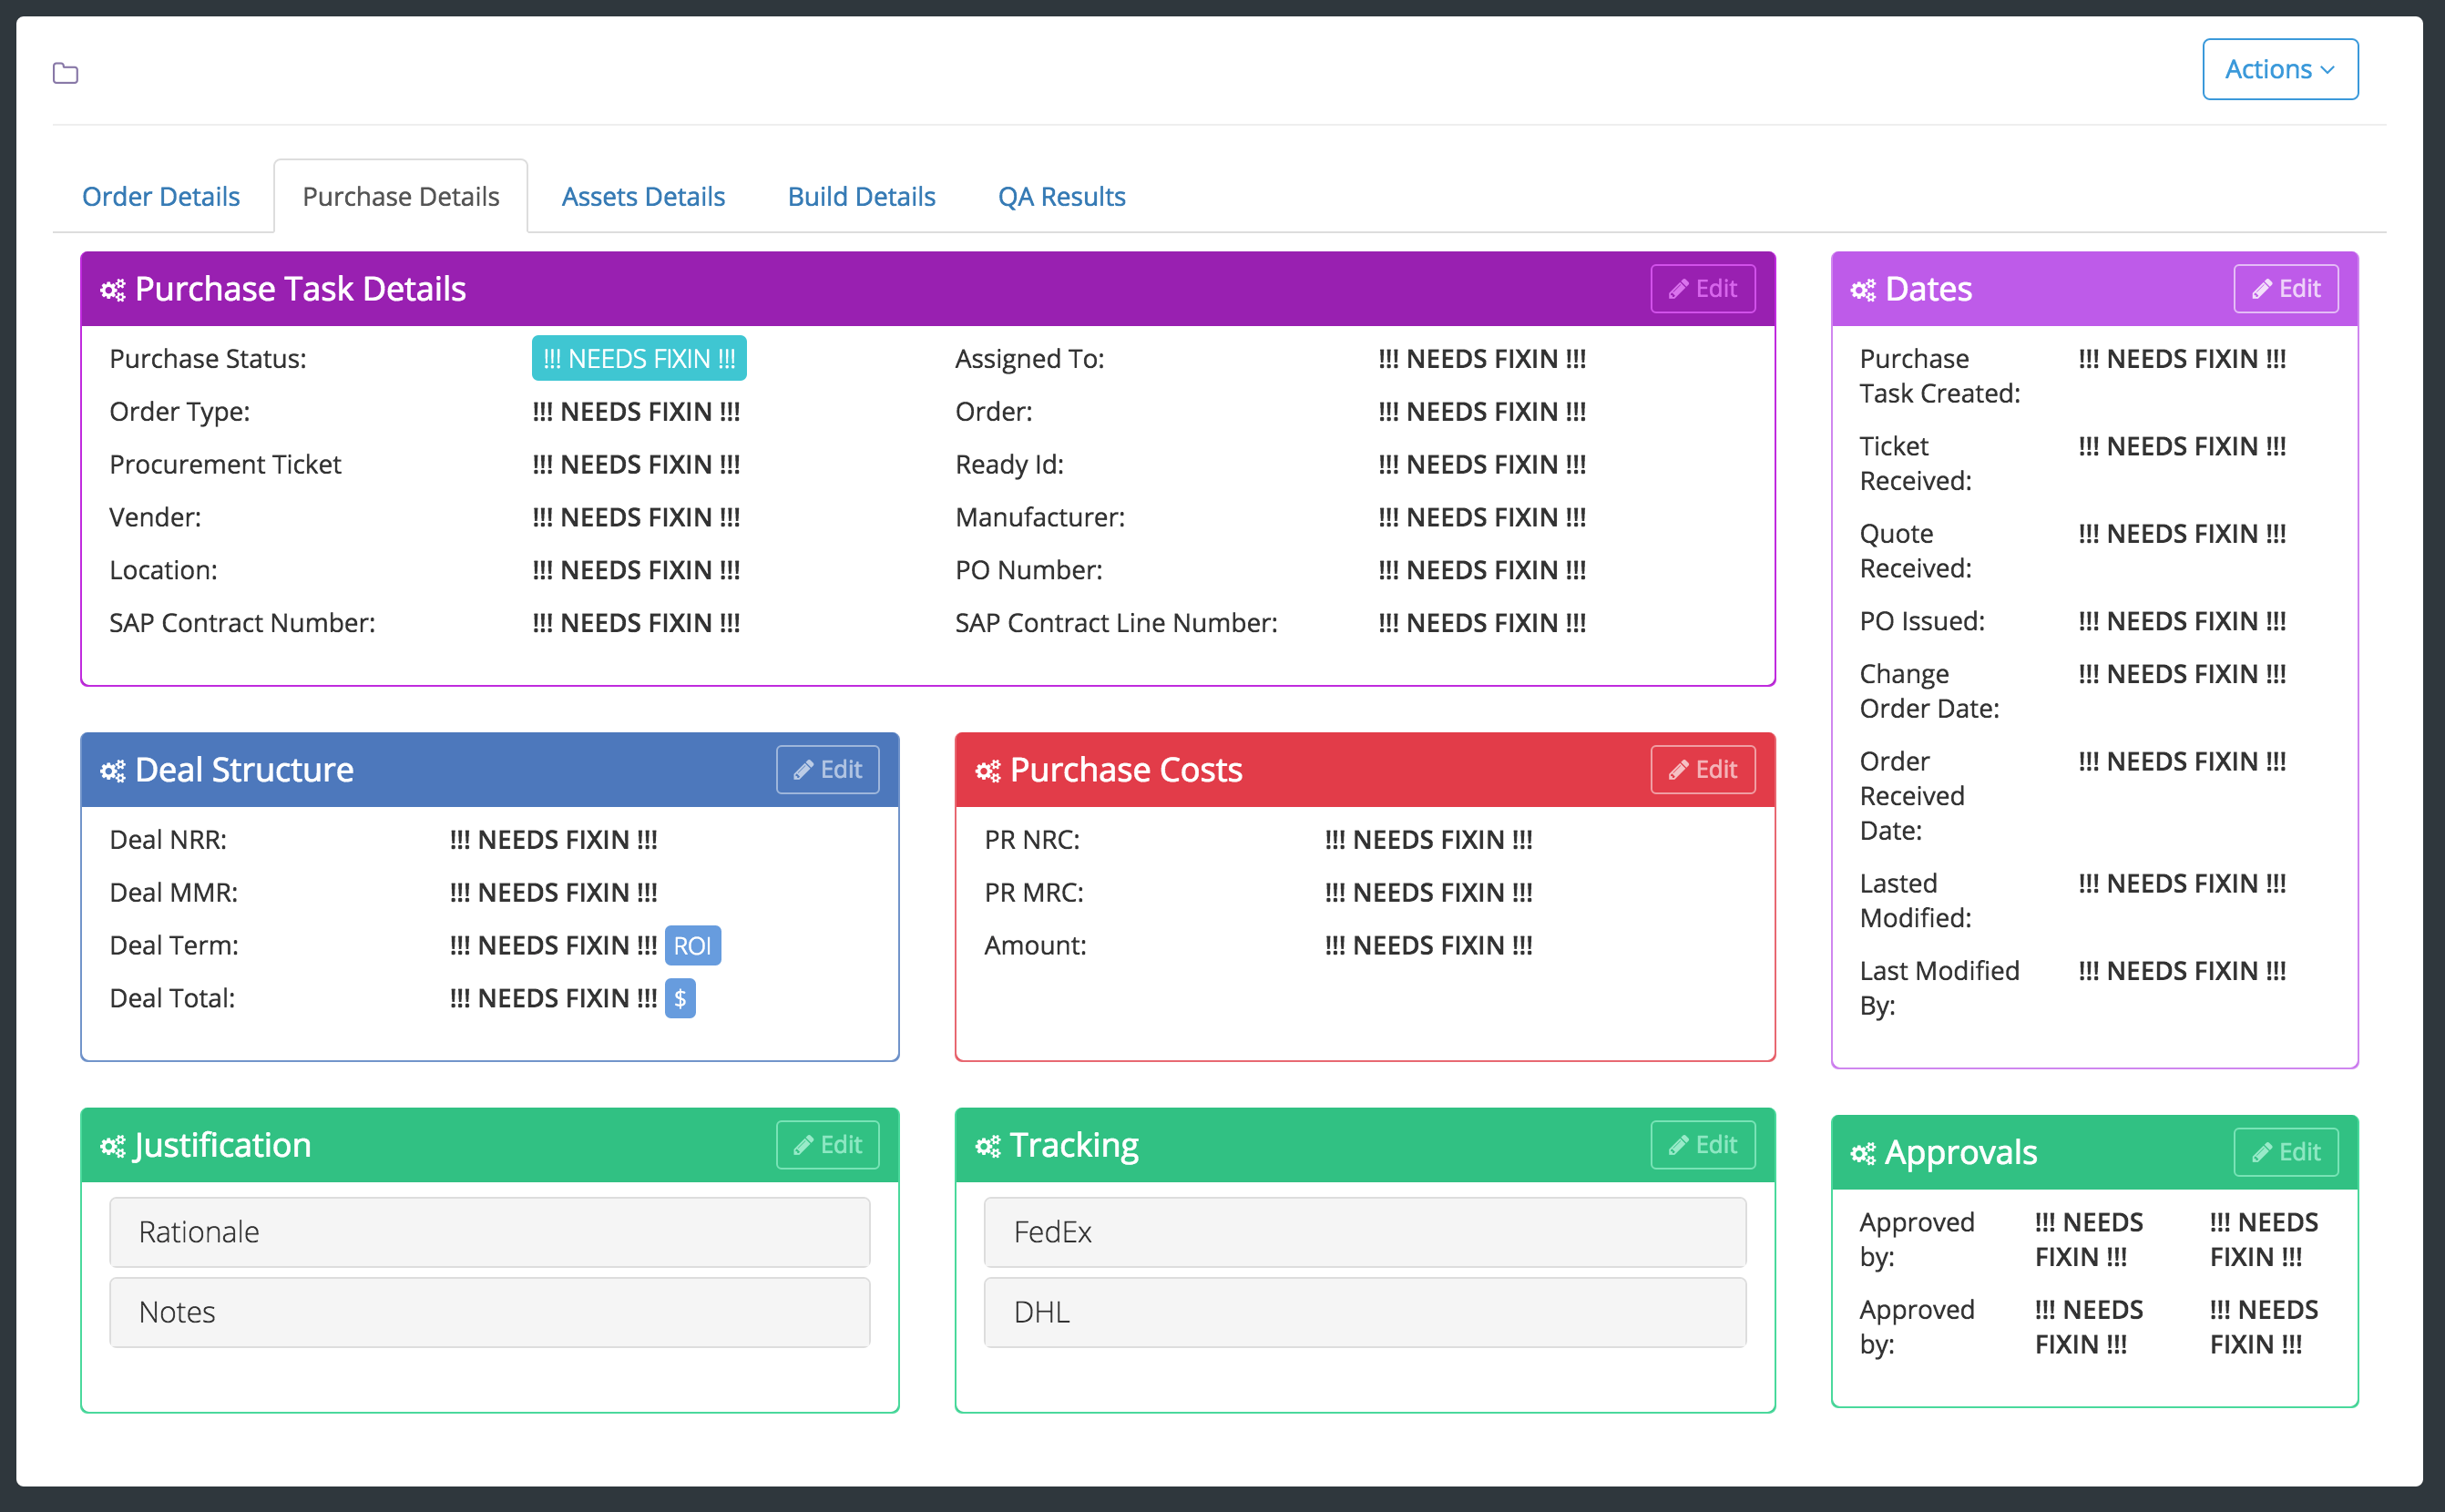 Actions
Order Details
Purchase Details
Assets Details
Build Details
QA Results
Purchase Task Details
Edit
Purchase Status: !!! NEEDS FIXIN !!! Assigned To: !!! NEEDS FIXIN !!!
Order Type: !!! NEEDS FIXIN !!! Order: !!! NEEDS FIXIN !!!
Procurement Ticket !!! NEEDS FIXIN !!! Ready Id: !!! NEEDS FIXIN !!!
Vender: !!! NEEDS FIXIN !!! Manufacturer: !!! NEEDS FIXIN !!!
Location: !!! NEEDS FIXIN !!! PO Number: !!! NEEDS FIXIN !!!
SAP Contract Number: !!! NEEDS FIXIN !!! SAP Contract Line Number: !!! NEEDS FIXIN !!!
Dates
Edit
Purchase !!! NEEDS FIXIN !!!
Task Created:
Ticket !!! NEEDS FIXIN !!!
Received:
Quote !!! NEEDS FIXIN !!!
Received:
PO Issued: !!! NEEDS FIXIN !!!
Change !!! NEEDS FIXIN !!!
Order Date:
Order !!! NEEDS FIXIN !!!
Received
Date:
Lasted !!! NEEDS FIXIN !!!
Modified:
Last Modified !!! NEEDS FIXIN !!!
By:
Deal Structure
Edit
Deal NRR: !!! NEEDS FIXIN !!!
Deal MMR: !!! NEEDS FIXIN !!!
Deal Term: !!! NEEDS FIXIN !!! ROI
Deal Total: !!! NEEDS FIXIN !!! $
Purchase Costs
Edit
PR NRC: !!! NEEDS FIXIN !!!
PR MRC: !!! NEEDS FIXIN !!!
Amount: !!! NEEDS FIXIN !!!
Justification
Edit
Rationale
Notes
Tracking
Edit
FedEx
DHL
Approvals
Edit
Approved !!! NEEDS !!! NEEDS
by: FIXIN !!! FIXIN !!!
Approved !!! NEEDS !!! NEEDS
by: FIXIN !!! FIXIN !!!